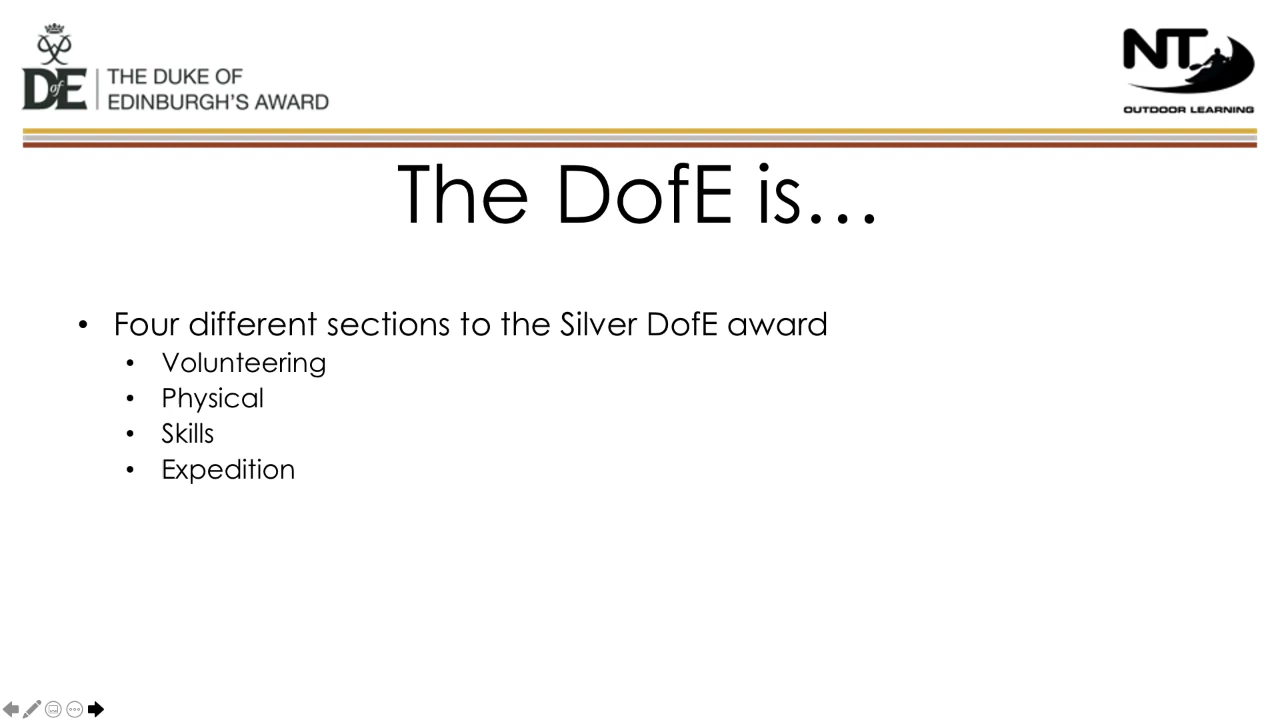 DofE
THE DUKE OF
EDINBURGH'S AWARD
NT
OUTDOOR LEARNING
The DofE is…
• Four different sections to the Silver DofE award
• Volunteering
• Physical
• Skills
• Expedition